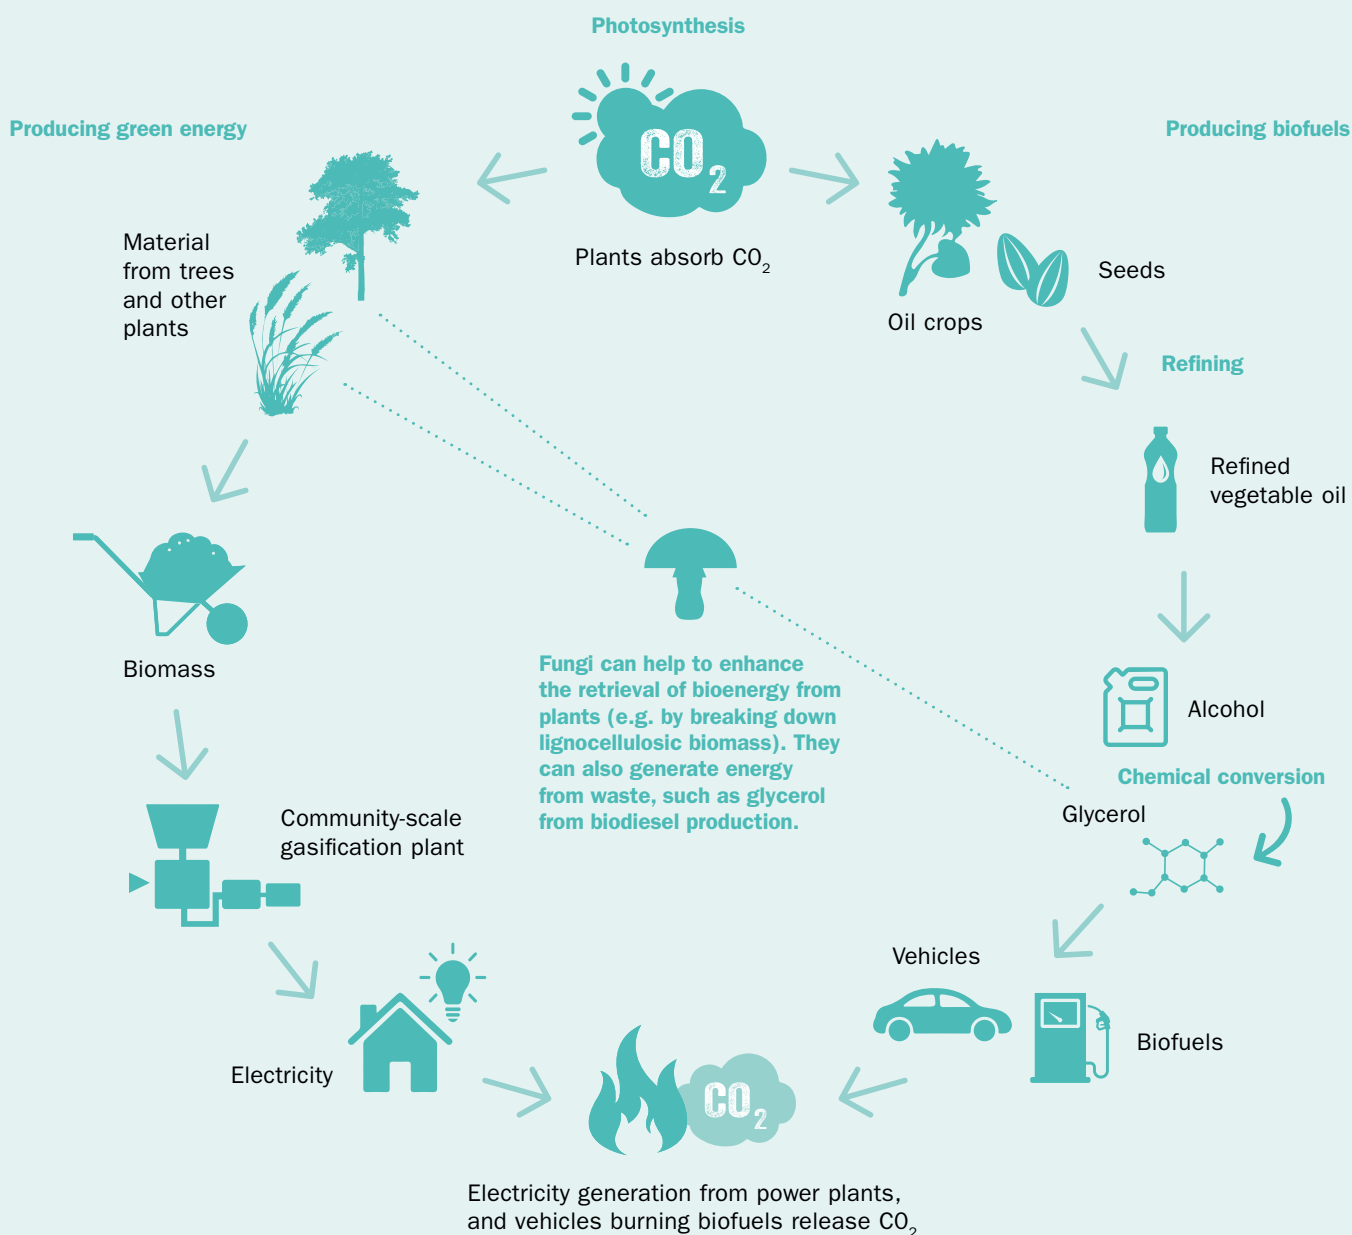 Photosynthesis
Producing green energy
Producing biofuels
CO₂
Plants absorb CO₂
Material
from trees
and other
plants
Oil crops
Seeds
Refining
Refined
vegetable oil
Biomass
Fungi can help to enhance
the retrieval of bioenergy from
plants (e.g. by breaking down
lignocellulosic biomass). They
can also generate energy
from waste, such as glycerol
from biodiesel production.
Alcohol
Chemical conversion
Glycerol
Community-scale
gasification plant
Vehicles
Biofuels
Electricity
CO₂
Electricity generation from power plants,
and vehicles burning biofuels release CO₂